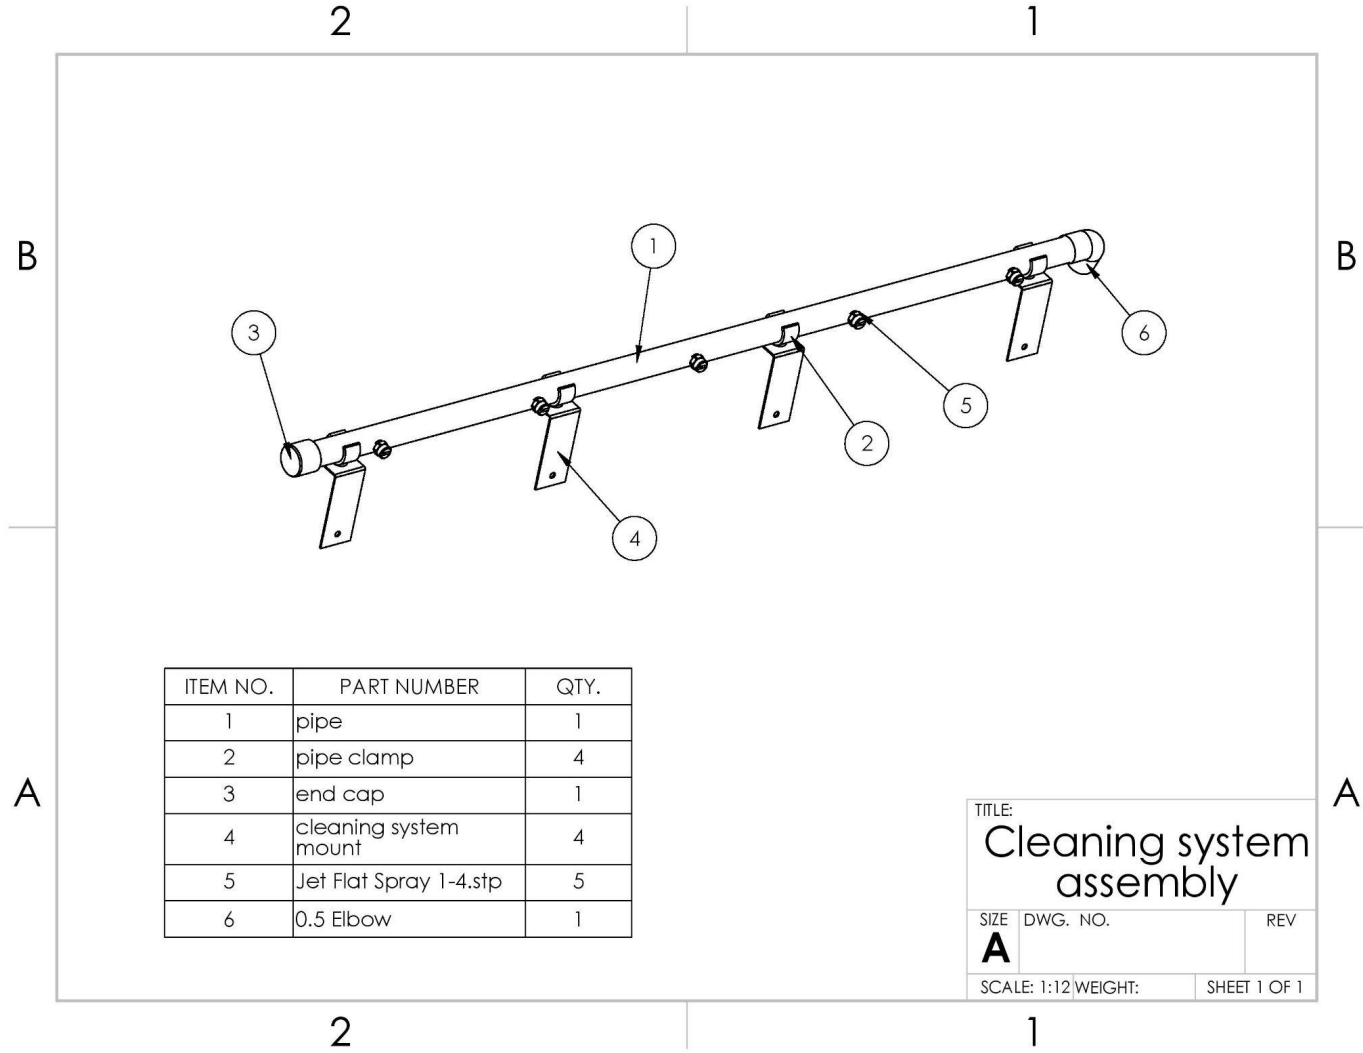 2 1
B B
1
3
6
5
2
4
ITEM NO. PART NUMBER QTY.
1 pipe 1
2 pipe clamp 4
3 end cap 1
4 cleaning system mount 4
5 Jet Flat Spray 1-4.stp 5
6 0.5 Elbow 1
A A
TITLE:
Cleaning system
assembly
SIZE DWG. NO. REV
A
SCALE: 1:12 WEIGHT: SHEET 1 OF 1
2 1